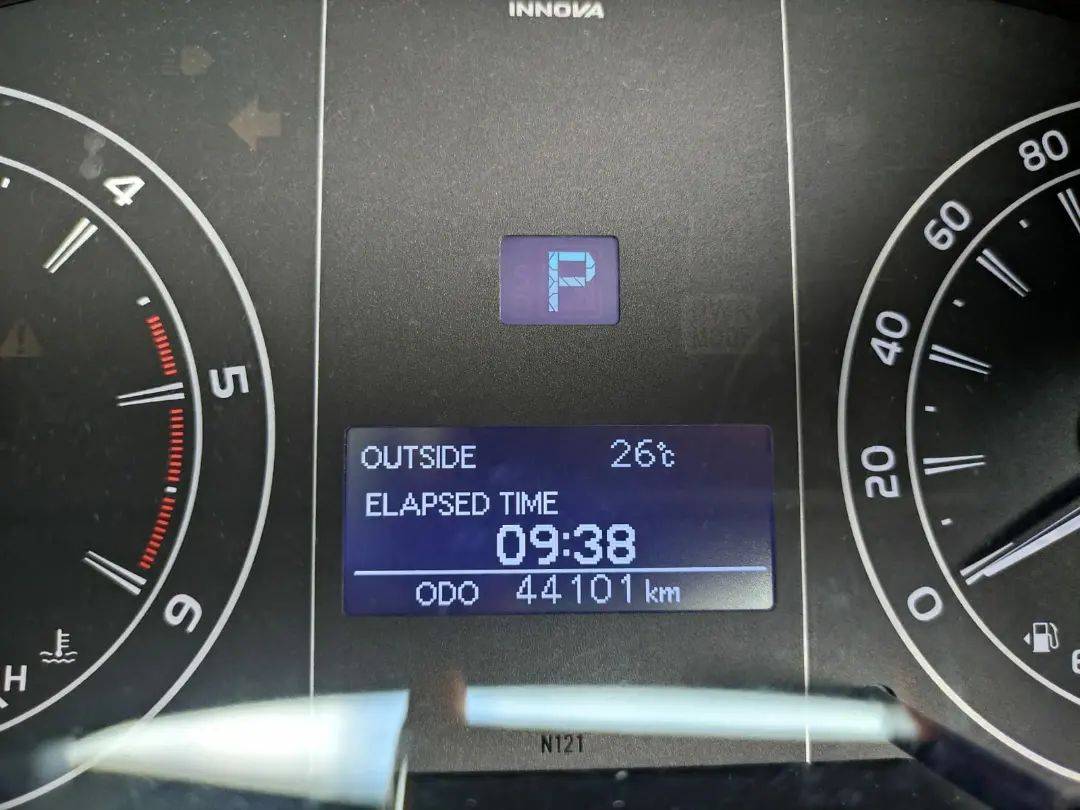 INNOVA
4
5
6
H
P
OUTSIDE 26℃
ELAPSED TIME
09:38
ODO 44101 km
80
60
40
20
0
N121